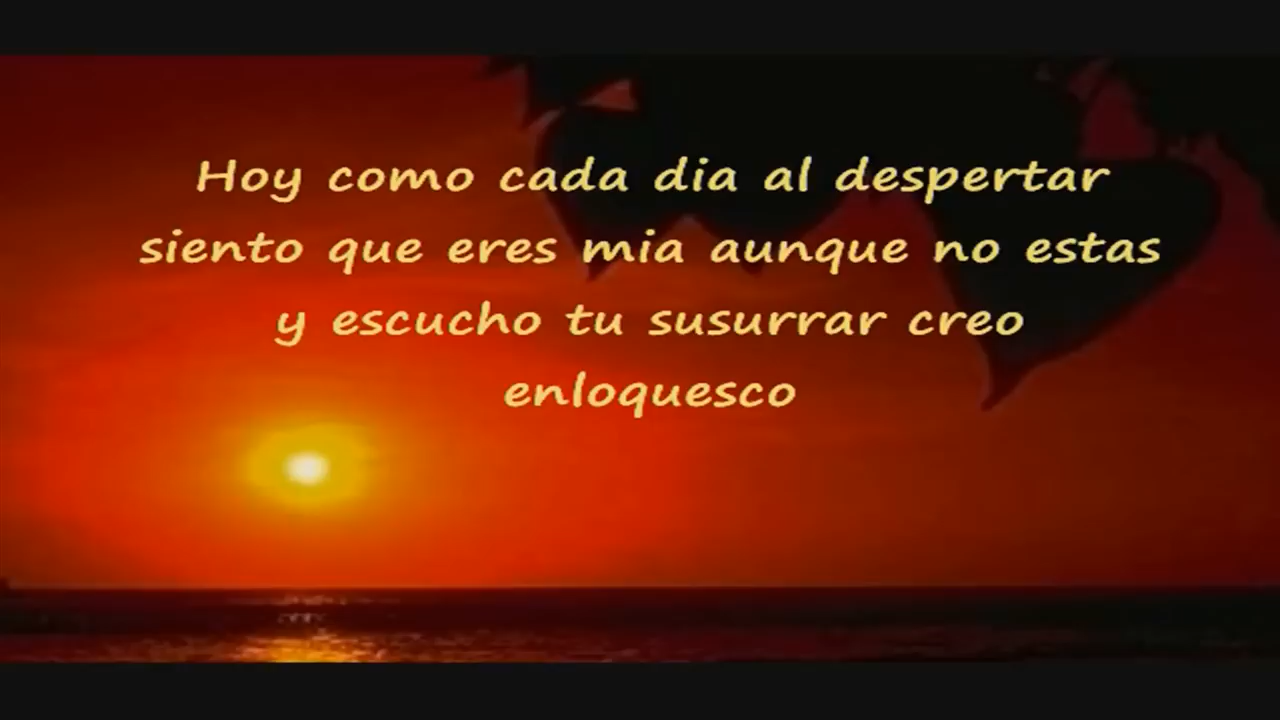 Hoy como cada dia al despertar
siento que eres mia aunque no estas
y escucho tu susurrar creo
enloquesco